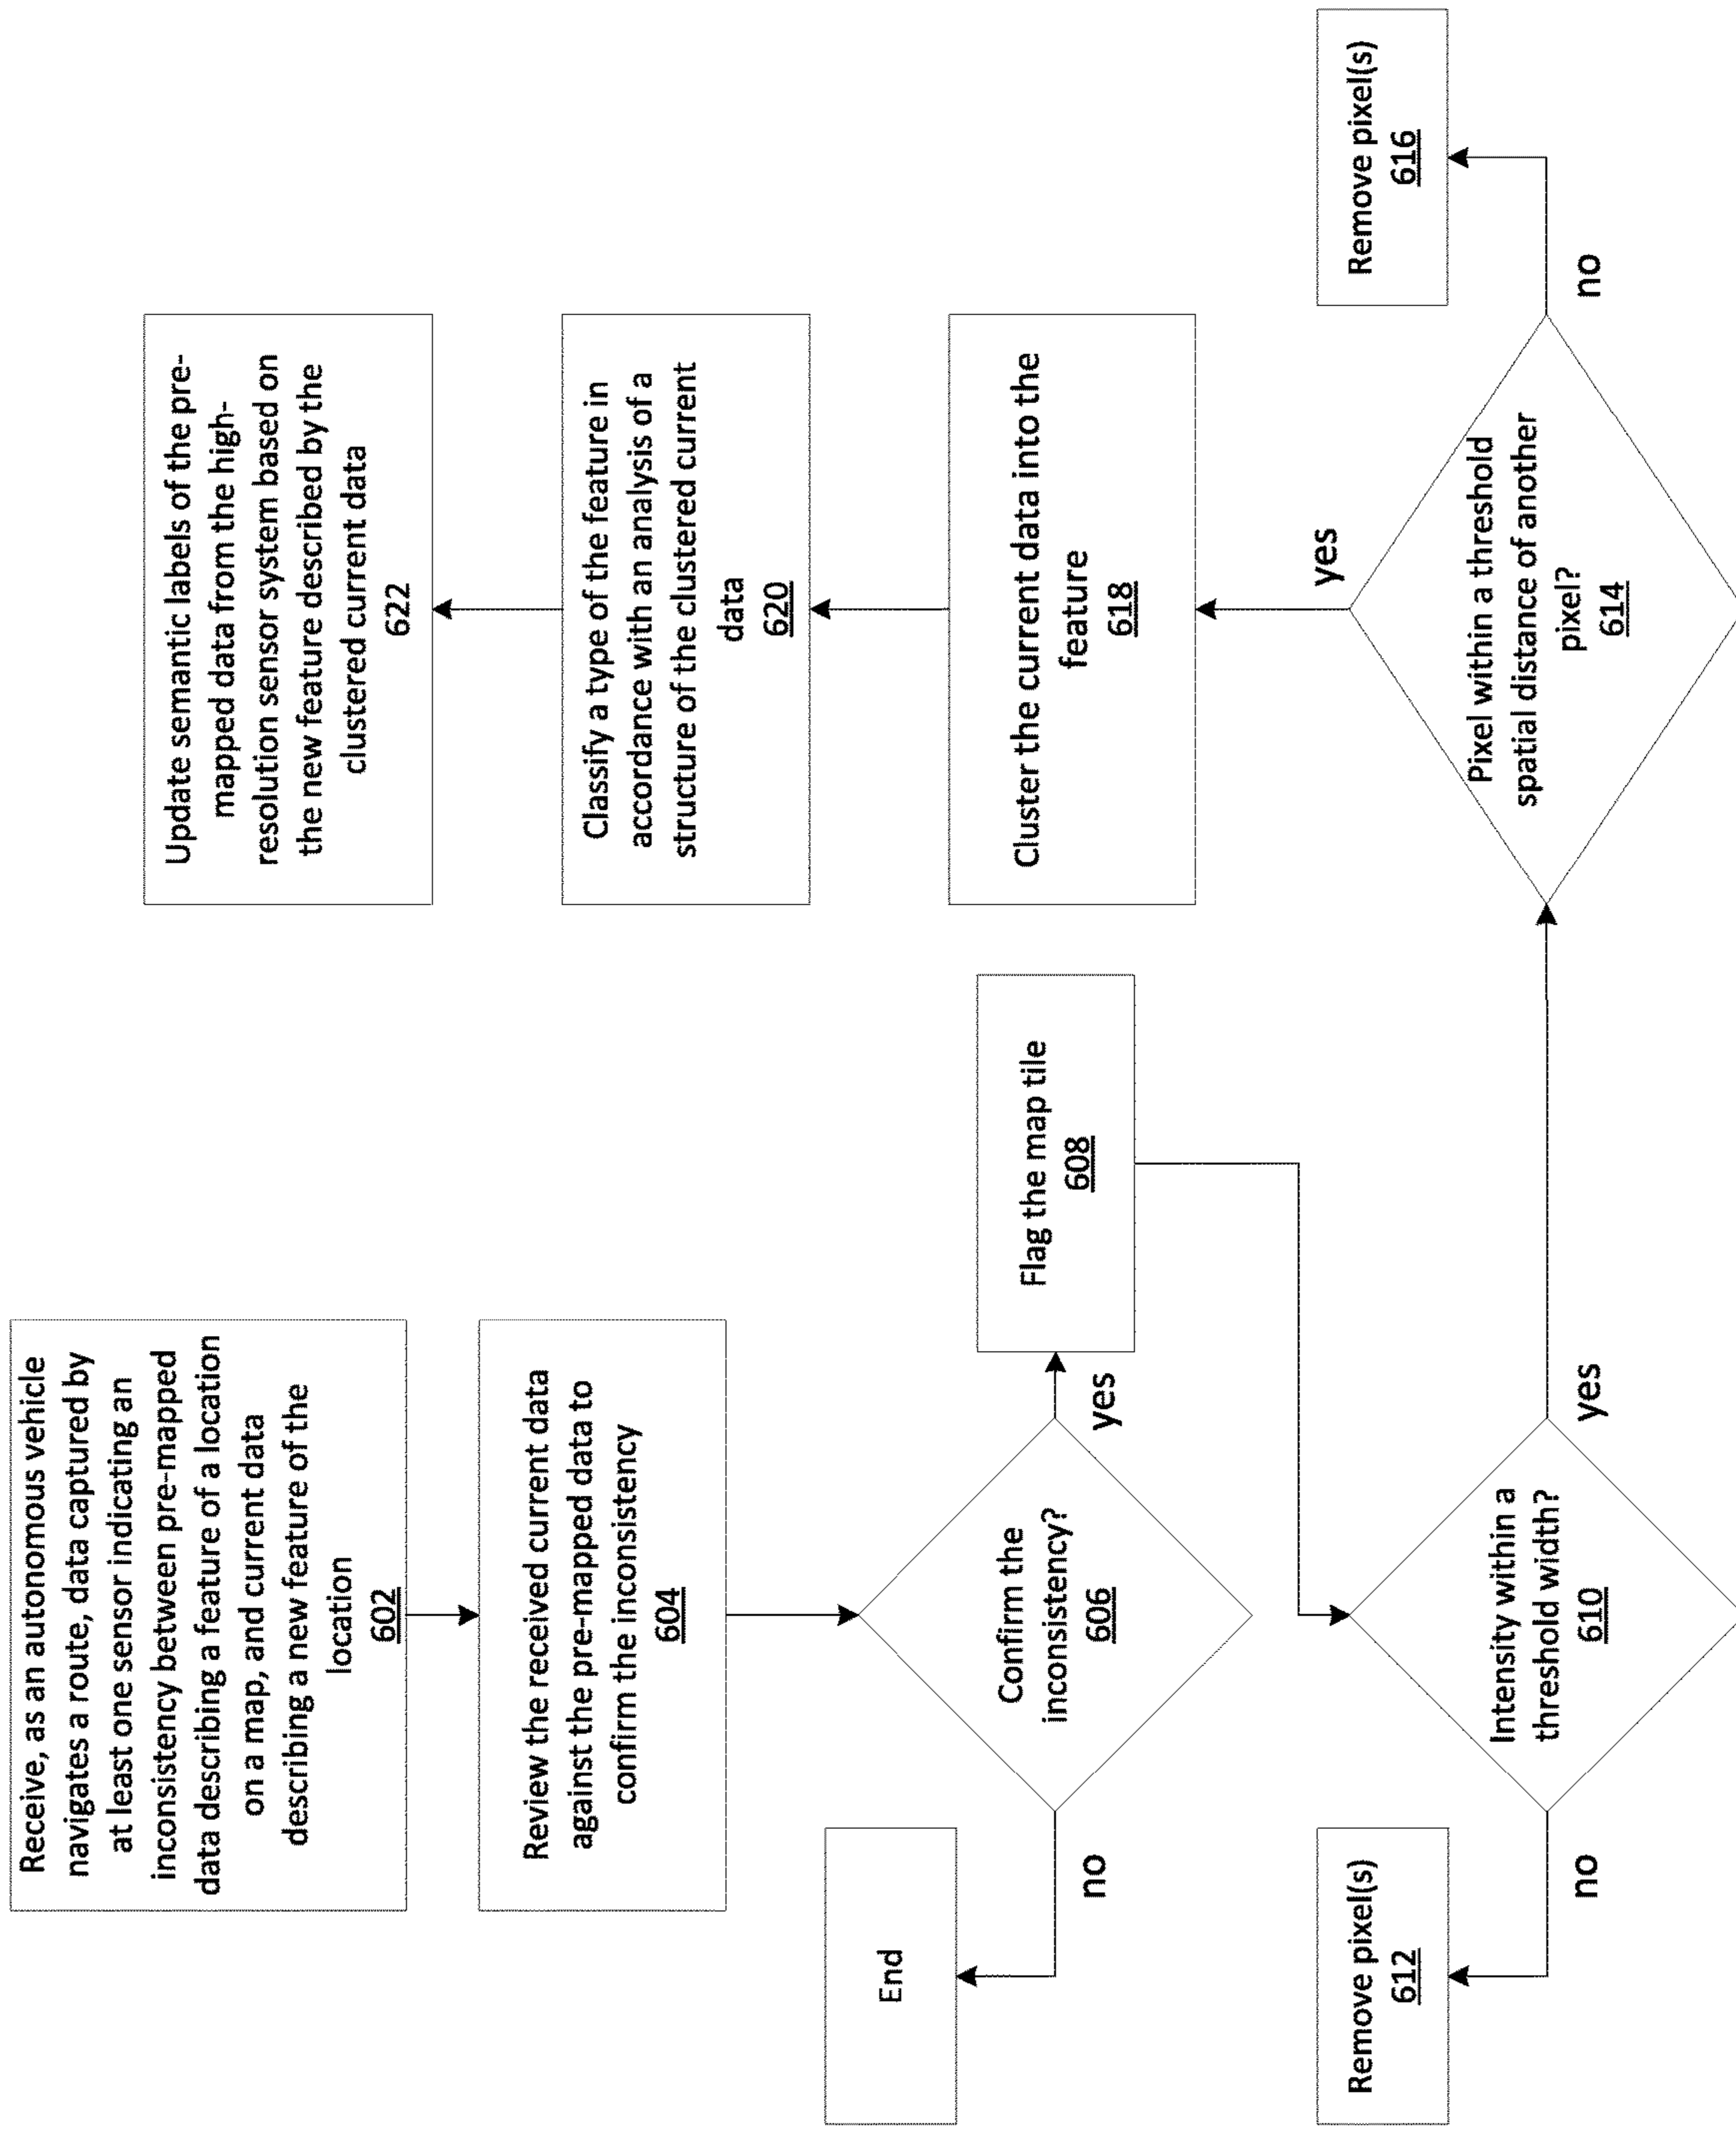 Receive, as an autonomous vehicle
navigates a route, data captured by
at least one sensor indicating an
inconsistency between pre-mapped
data describing a feature of a location
on a map, and current data
describing a new feature of the
location
602
Review the received current data
against the pre-mapped data to
confirm the inconsistency
604
Confirm the
inconsistency?
606
no
End
yes
Flag the map tile
608
Intensity within a
threshold width?
610
no
Remove pixel(s)
612
yes
Pixel within a threshold
spatial distance of another
pixel?
614
no
Remove pixel(s)
616
yes
Cluster the current data into the
feature
618
Classify a type of the feature in
accordance with an analysis of a
structure of the clustered current
data
620
Update semantic labels of the pre-
mapped data from the high-
resolution sensor system based on
the new feature described by the
clustered current data
622